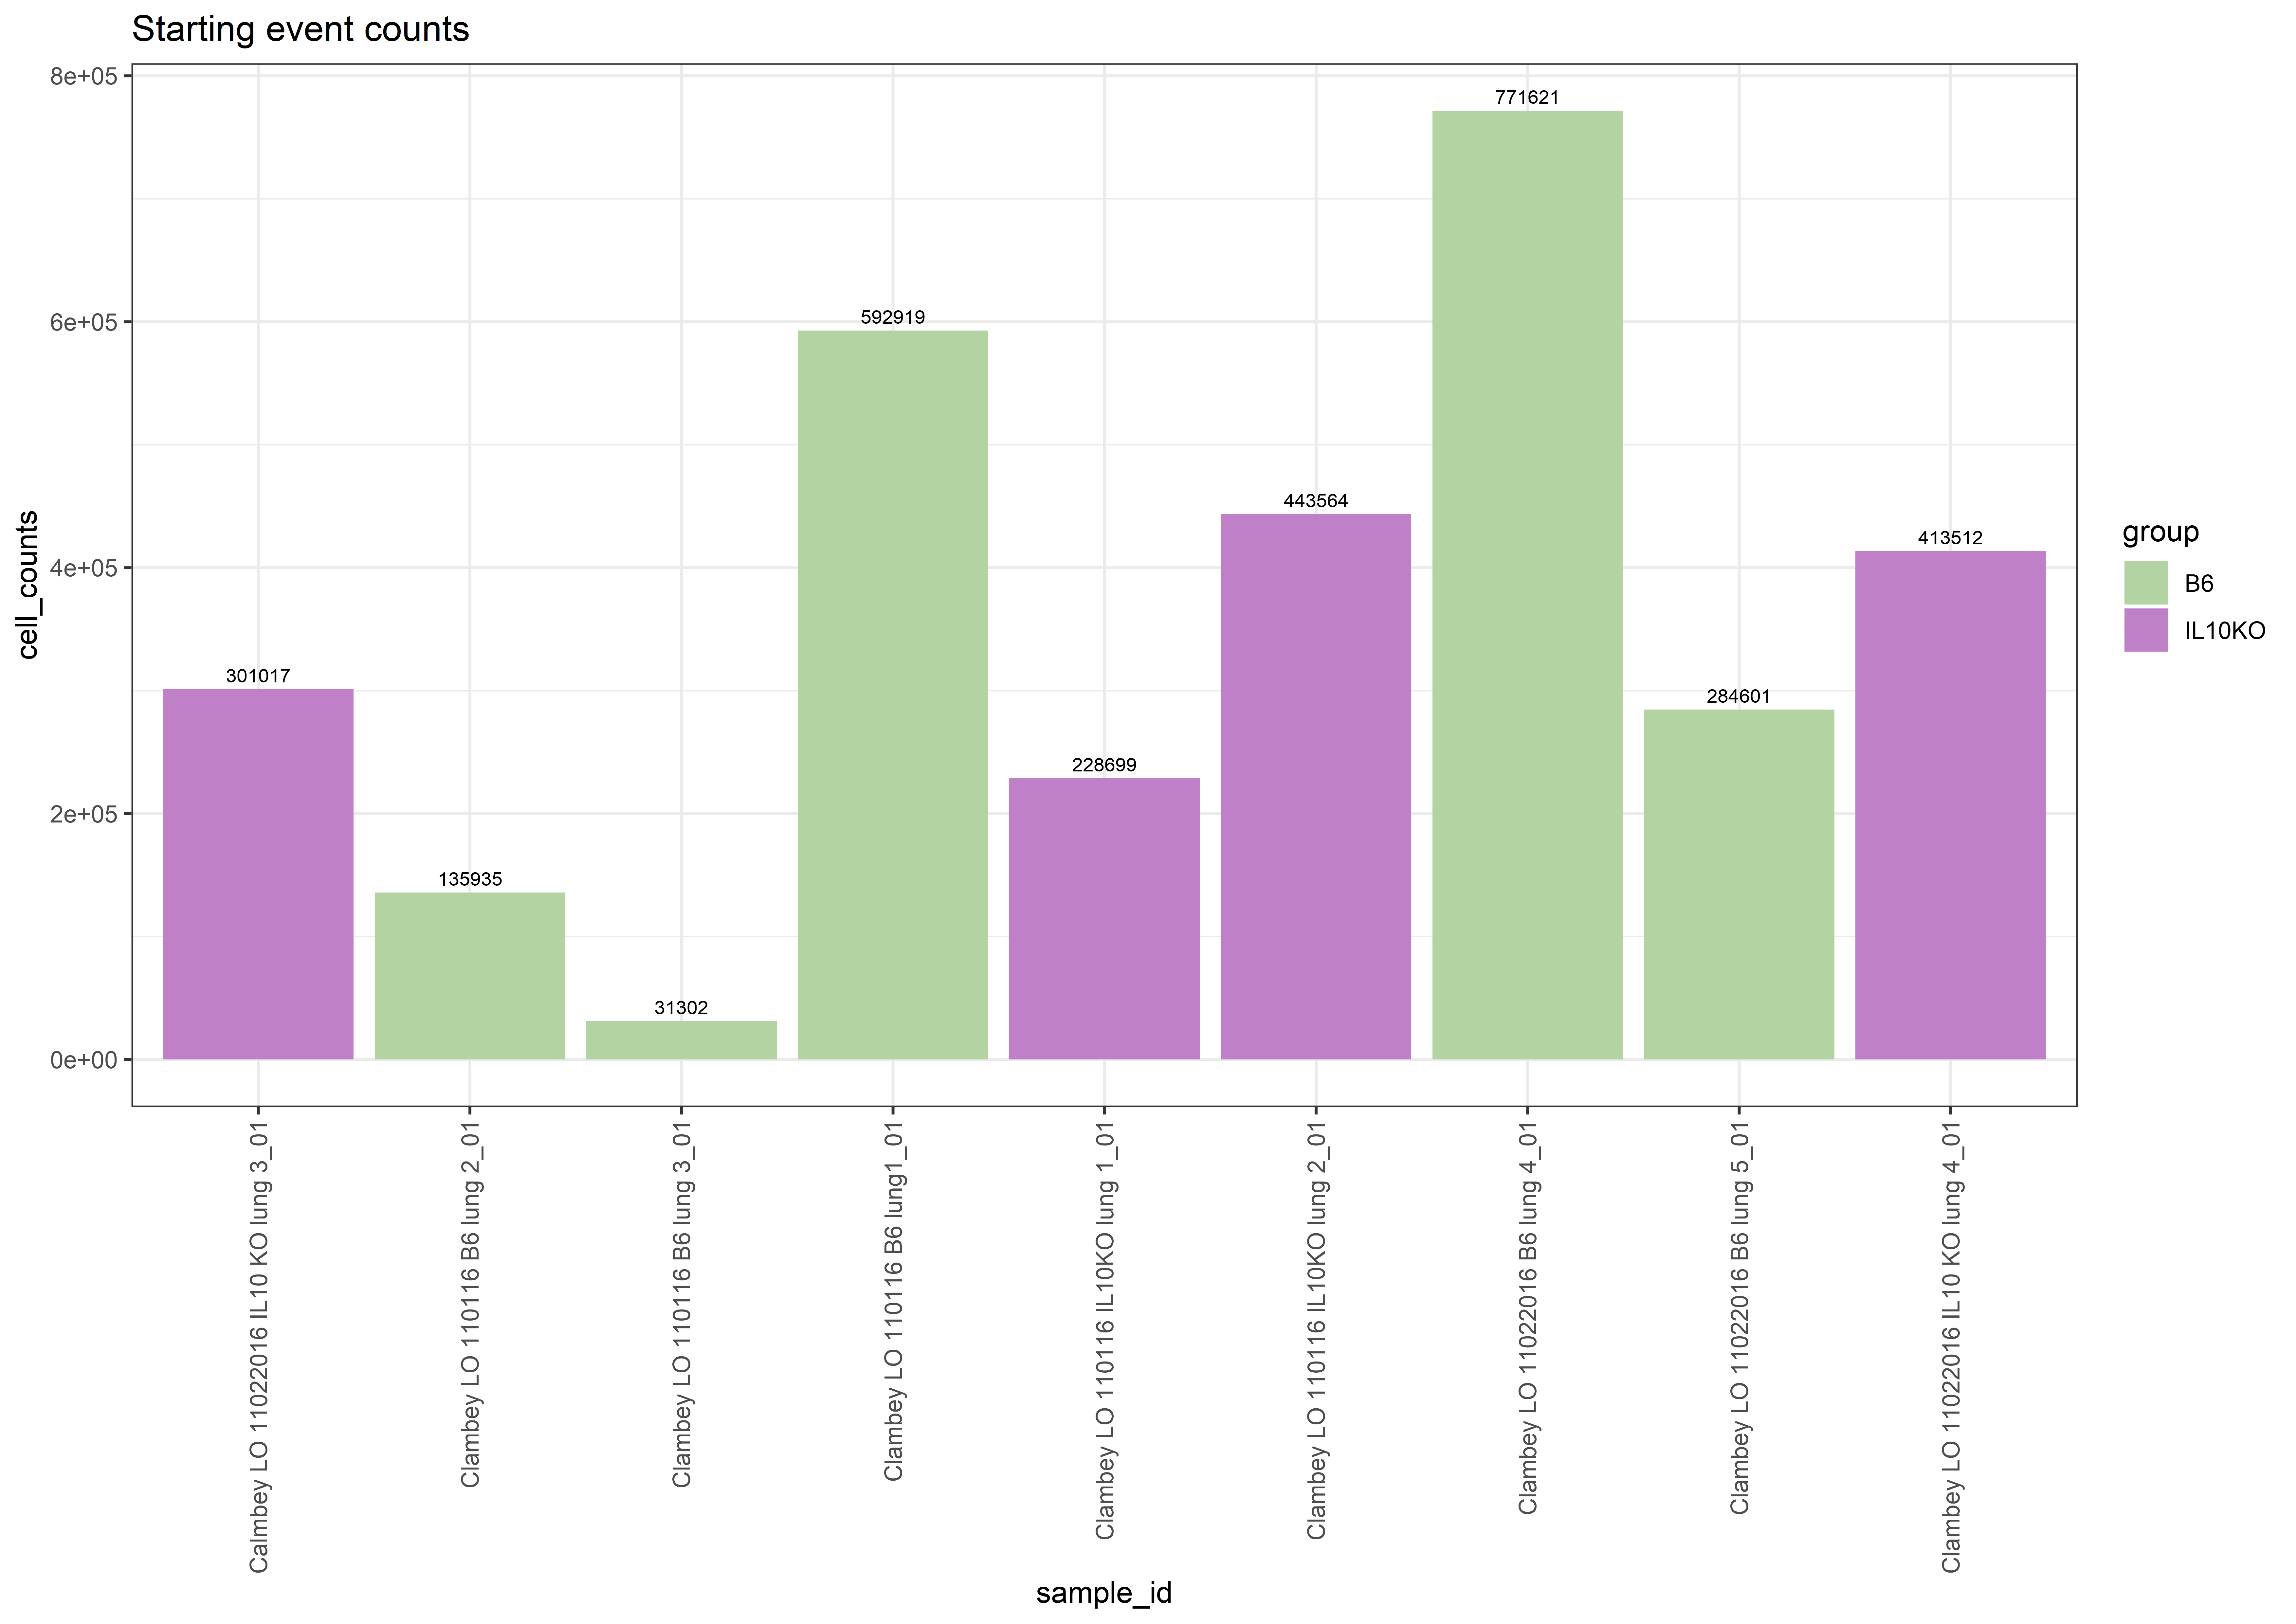 Starting event counts
8e+05
6e+05
4e+05
2e+05
0e+00
cell_counts
301017
135935
31302
592919
228699
443564
771621
284601
413512
Calmbey LO 11022016 IL10 KO lung 3_01
Clambey LO 110116 B6 lung 2_01
Clambey LO 110116 B6 lung 3_01
Clambey LO 110116 B6 lung1_01
Clambey LO 110116 IL10KO lung 1_01
Clambey LO 110116 IL10KO lung 2_01
Clambey LO 11022016 B6 lung 4_01
Clambey LO 11022016 B6 lung 5_01
Clambey LO 11022016 IL10 KO lung 4_01
sample_id
group
B6
IL10KO